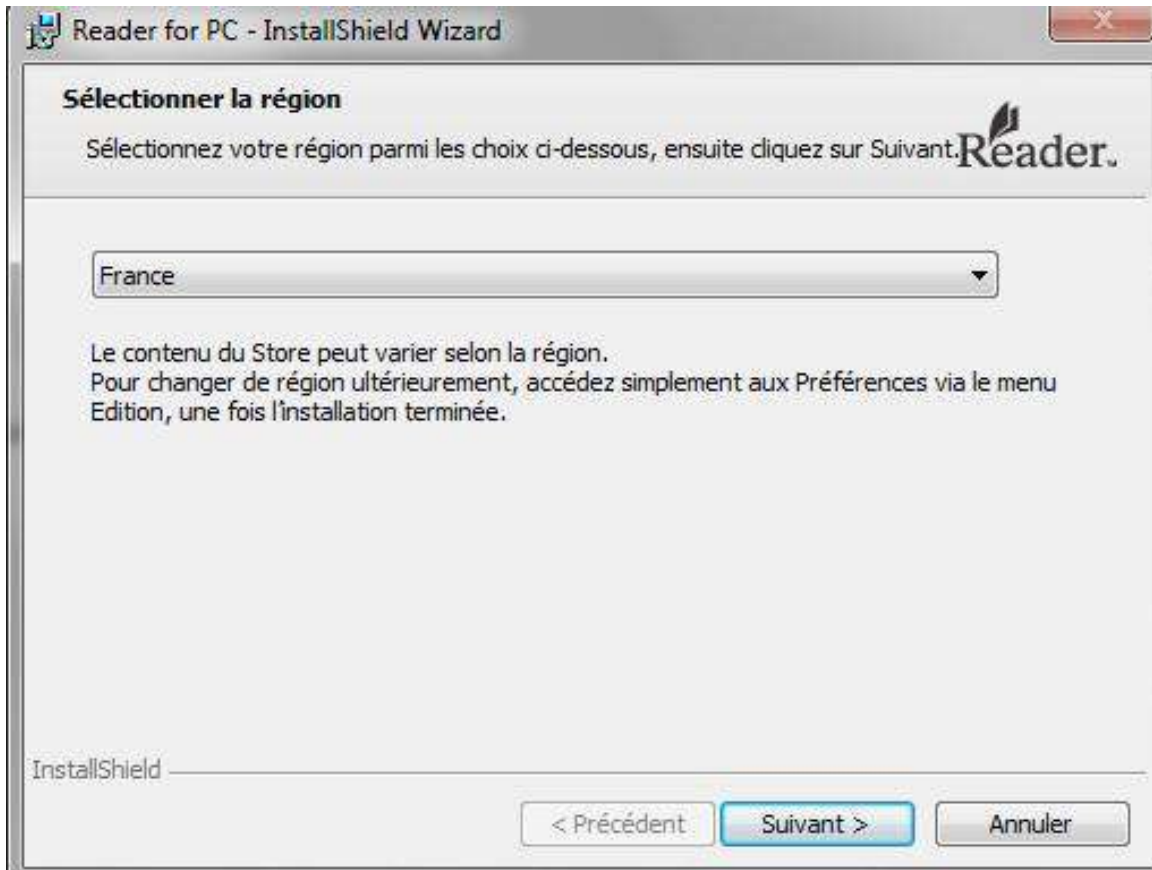 Reader for PC - InstallShield Wizard
Sélectionner la région
Sélectionnez votre région parmi les choix ci-dessous, ensuite cliquez sur Suivant.
Reader™
France
Le contenu du Store peut varier selon la région.
Pour changer de région ultérieurement, accédez simplement aux Préférences via le menu
Edition, une fois l'installation terminée.
InstallShield
< Précédent Suivant > Annuler